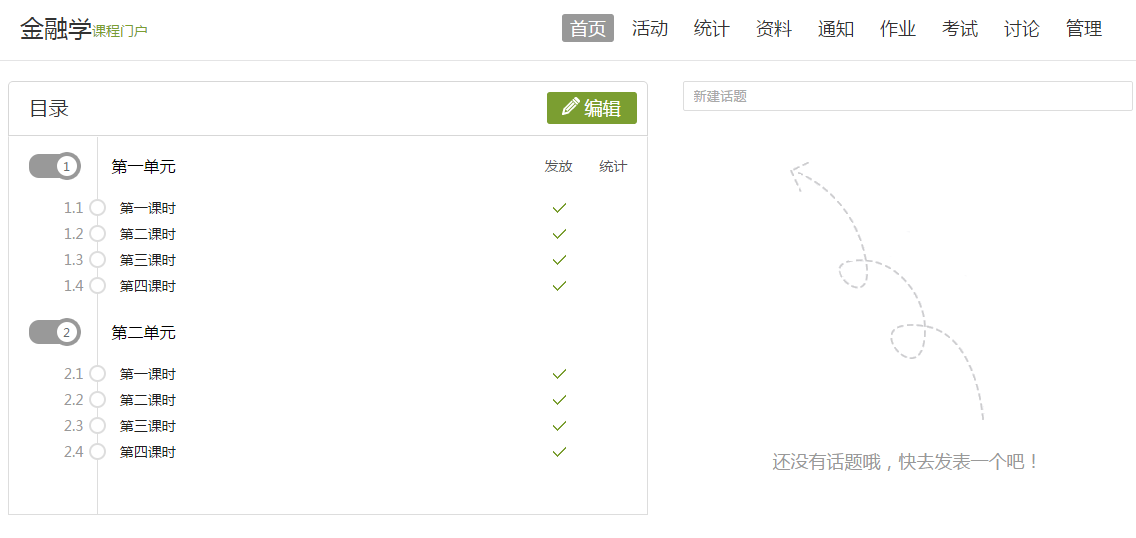 金融学课程门户 首页 活动 统计 资料 通知 作业 考试 讨论 管理
目录 编辑
1 第一单元 发放 统计
1.1 第一课时
1.2 第二课时
1.3 第三课时
1.4 第四课时
2 第二单元
2.1 第一课时
2.2 第二课时
2.3 第三课时
2.4 第四课时
新建话题
还没有话题哦，快去发表一个吧！